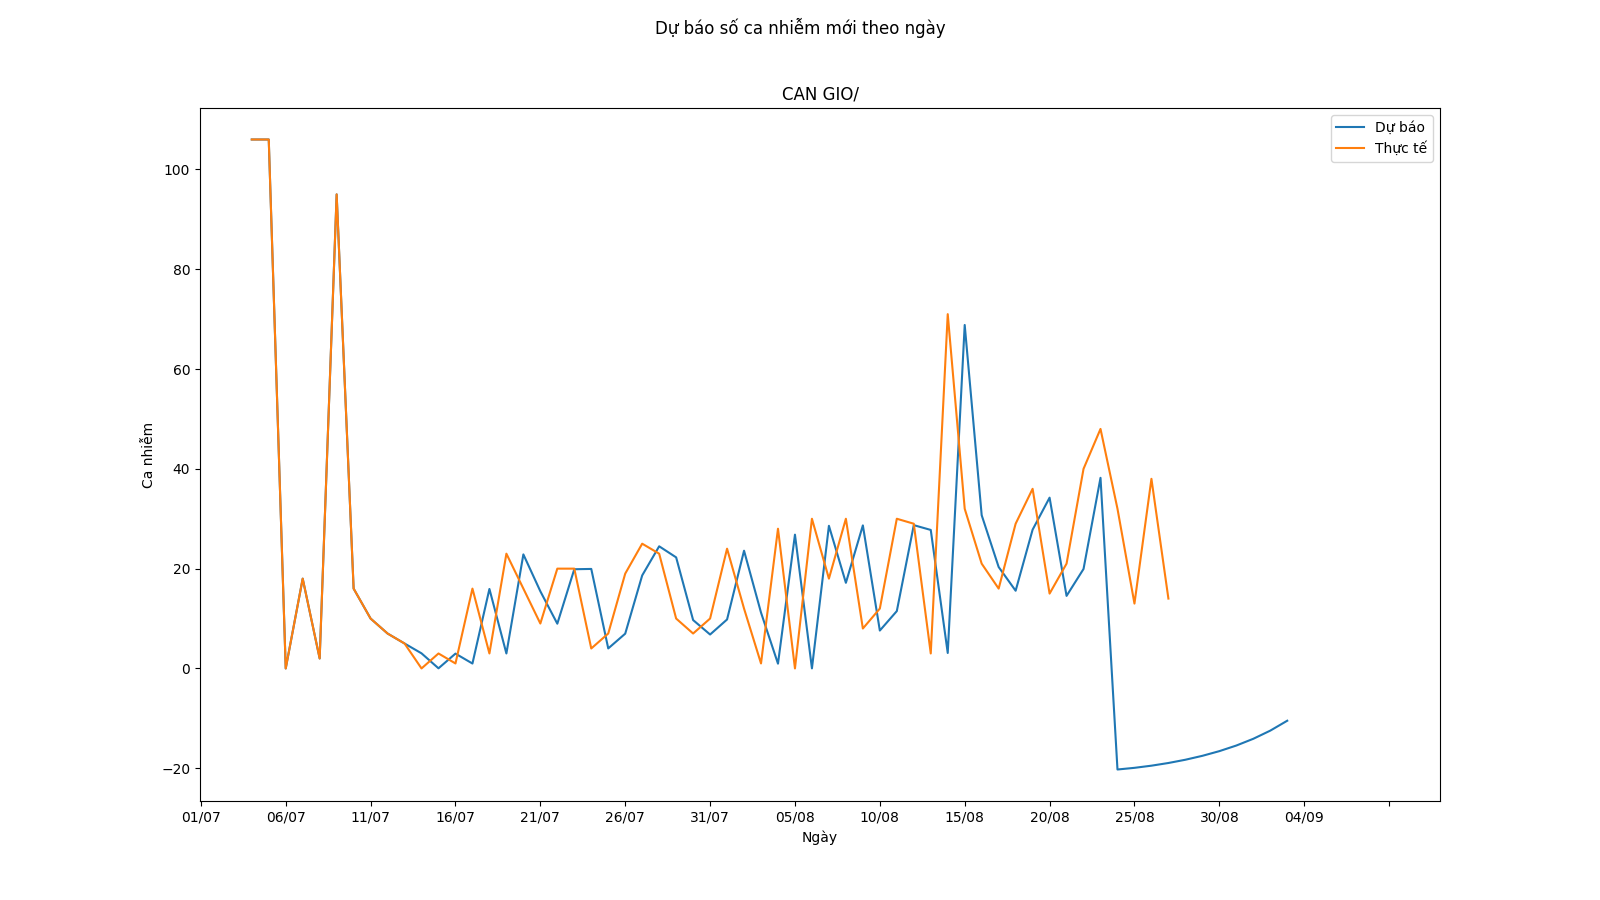 Dự báo số ca nhiễm mới theo ngày
CAN GIO/
Dự báo
Thực tế
100
80
60
40
20
0
−20
Ca nhiễm
01/07 06/07 11/07 16/07 21/07 26/07 31/07 05/08 10/08 15/08 20/08 25/08 30/08 04/09
Ngày